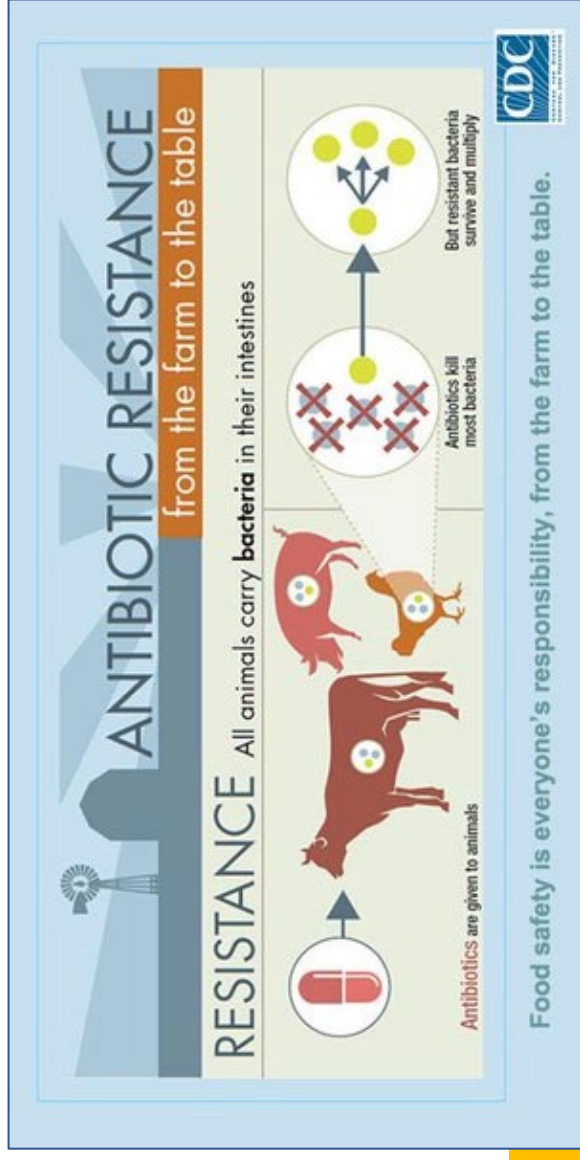 ANTIBIOTIC RESISTANCE
from the farm to the table
RESISTANCE All animals carry bacteria in their intestines
Antibiotics are given to animals
Antibiotics kill
most bacteria
But resistant bacteria
survive and multiply
Food safety is everyone's responsibility, from the farm to the table.
CDC